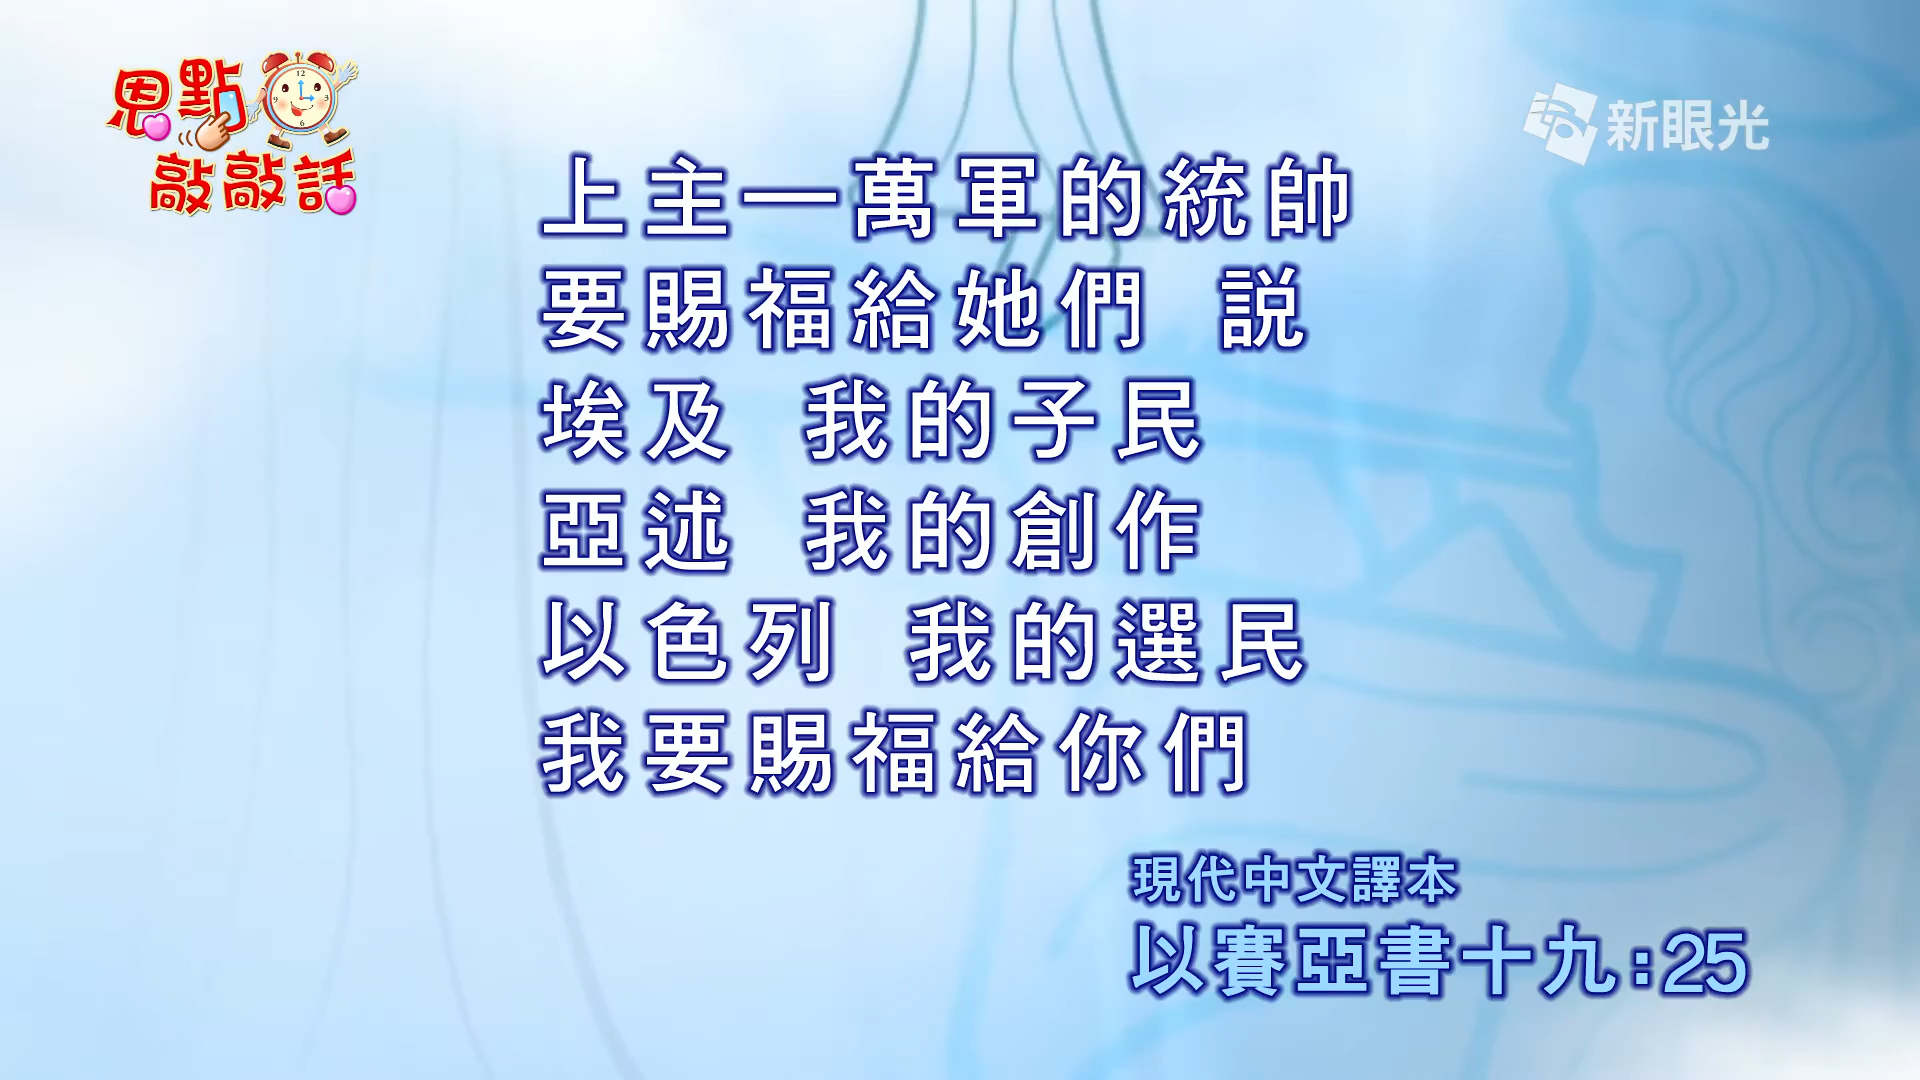 恩點
敲敲話
新眼光
上主—萬軍的統帥
要賜福給她們 説
埃及 我的子民
亞述 我的創作
以色列 我的選民
我要賜福給你們
現代中文譯本
以賽亞書十九:25